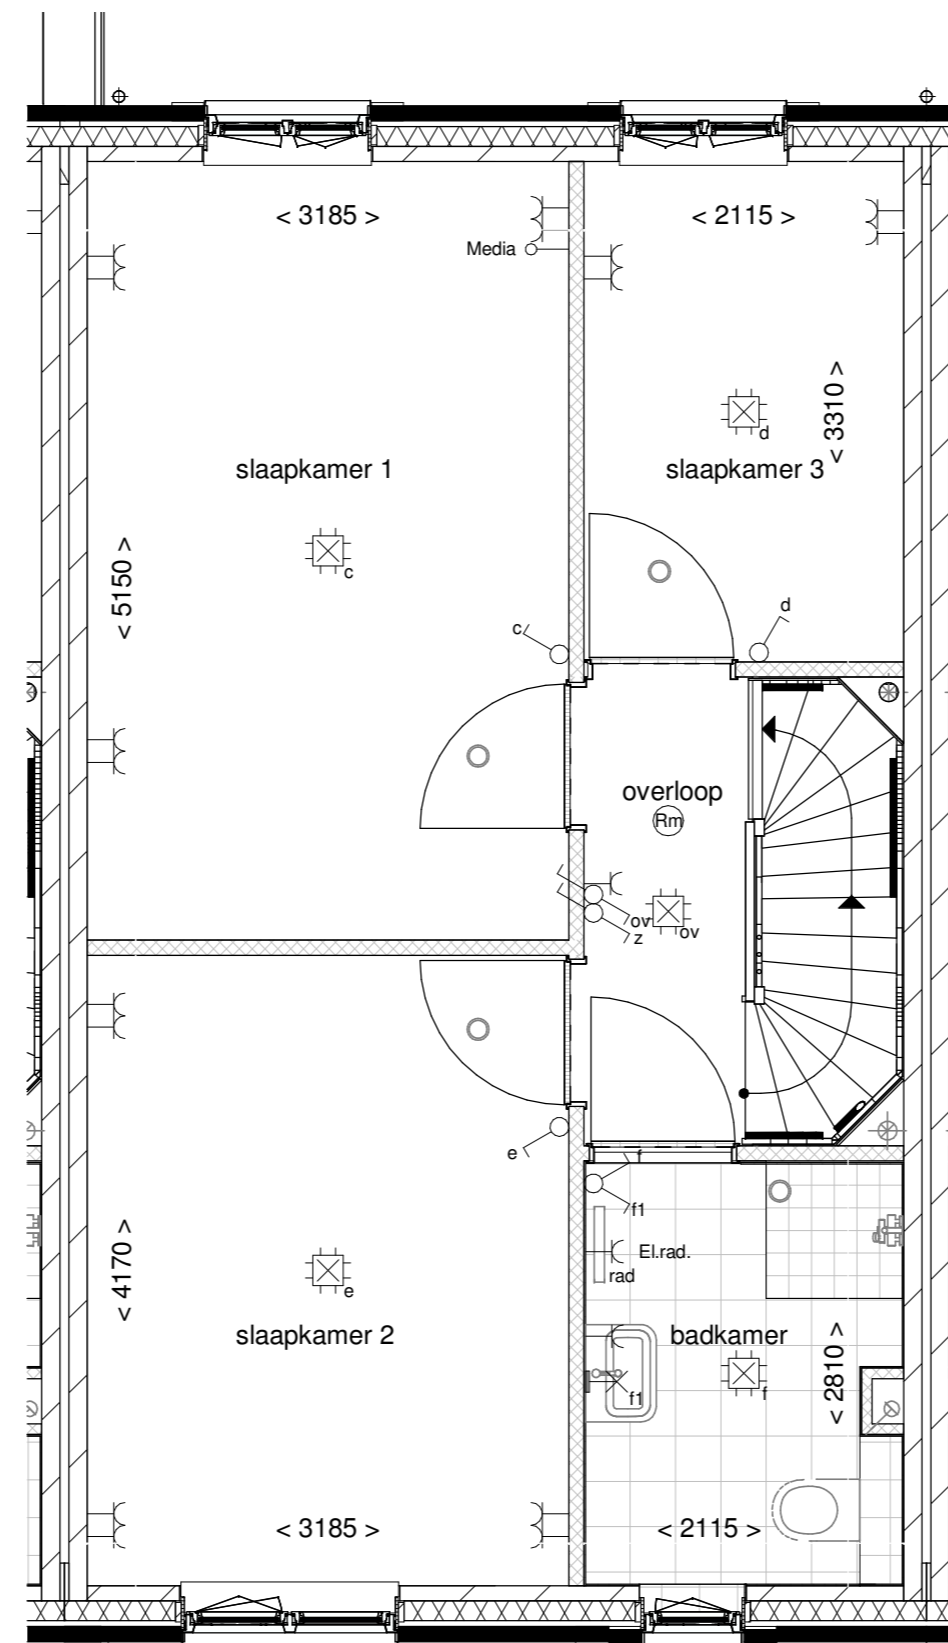 < 3185 >
< 2115 >
Media
< 3310 >
d
slaapkamer 1
slaapkamer 3
< 5150 >
c
d
c
overloop
Rm
ov
ov
z
e
f
f1
< 4170 >
El.rad.
rad
e
slaapkamer 2
badkamer
< 2810 >
f1
f
< 3185 >
< 2115 >